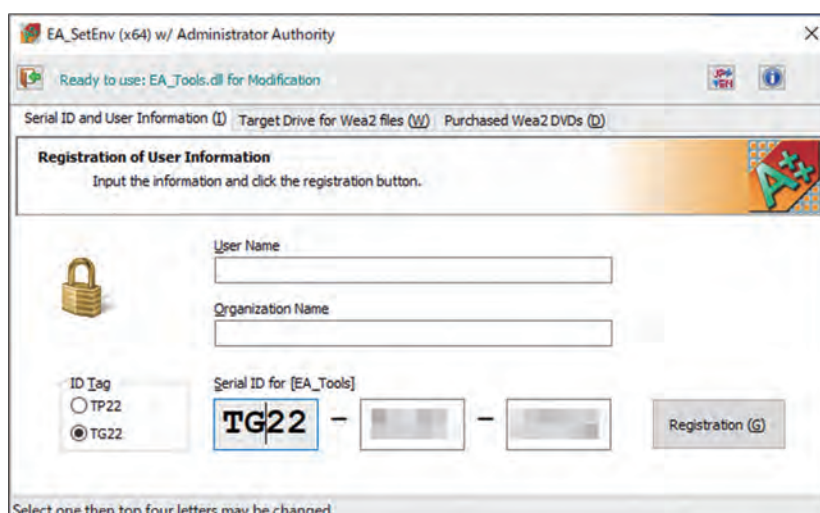 EA_SetEnv (x64) w/ Administrator Authority
Ready to use: EA_Tools.dll for Modification
Serial ID and User Information (I) Target Drive for Wea2 files (W) Purchased Wea2 DVDs (D)
Registration of User Information
Input the information and click the registration button.
A++
User Name
Organization Name
ID Tag
Serial ID for [EA_Tools]
TP22
TG22
TG22 - -
Registration (G)
Select one then top four letters may be changed